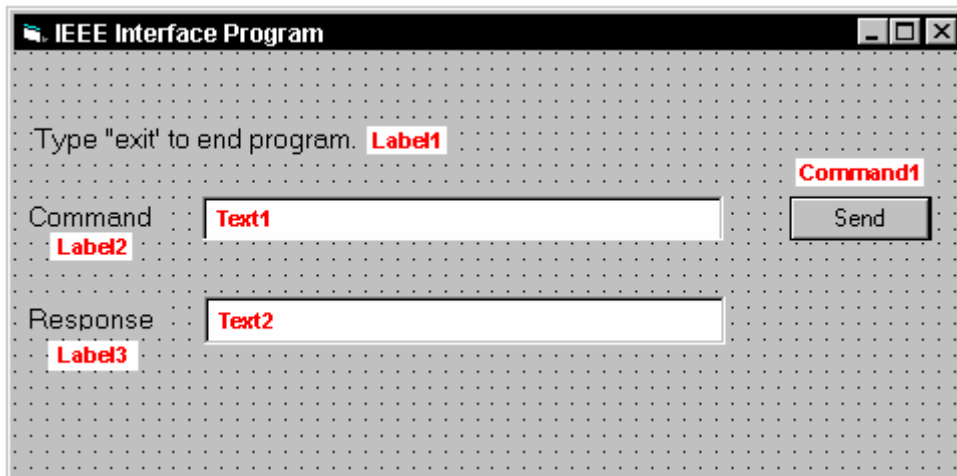 IEEE Interface Program
Type "exit' to end program. Label1
Command1
Command Text1 Send
Label2
Response Text2
Label3